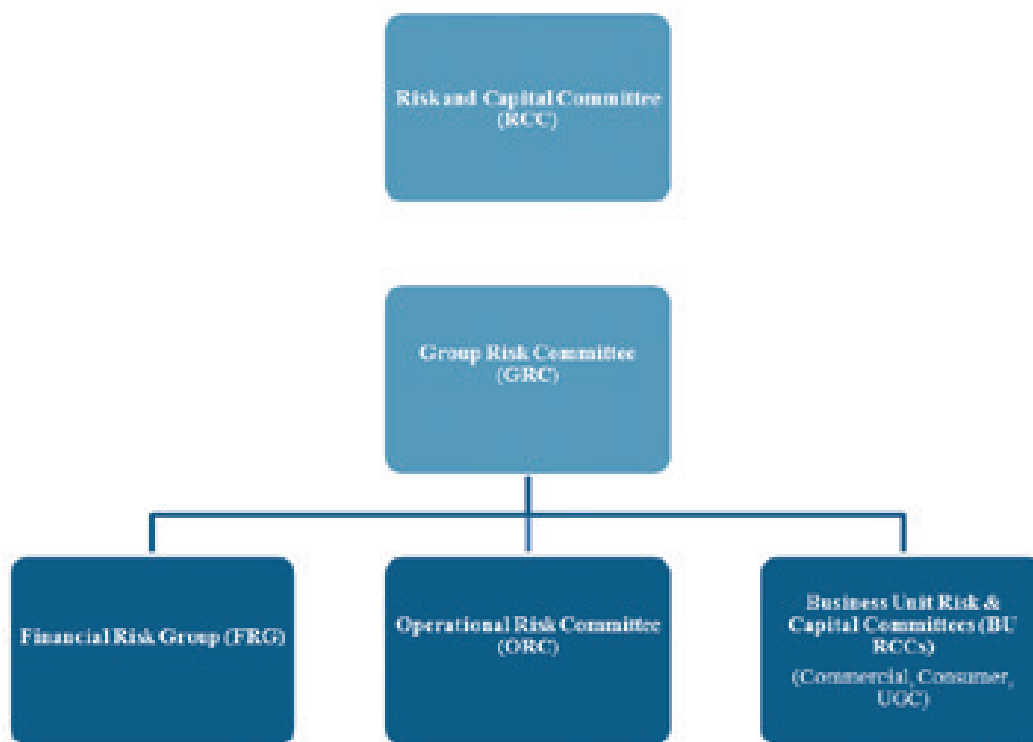 Risk and Capital Committee
(RCC)
Group Risk Committee
(GRC)
Financial Risk Group (FRG)
Operational Risk Committee
(ORC)
Business Unit Risk &
Capital Committees (BU
RCCs)
(Commercial, Consumer,
UGC)